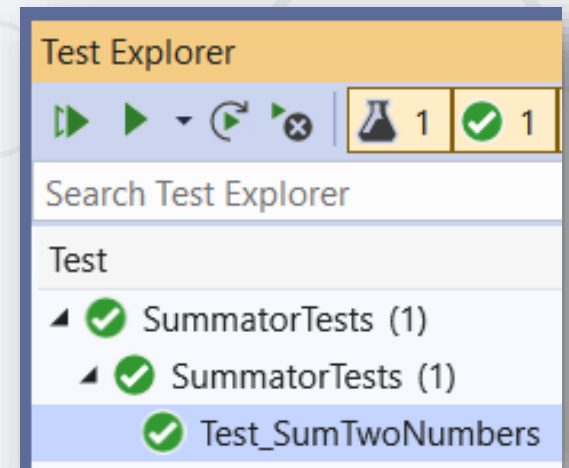 Test Explorer
1 1
Search Test Explorer
Test
SummatorTests (1)
SummatorTests (1)
Test_SumTwoNumbers